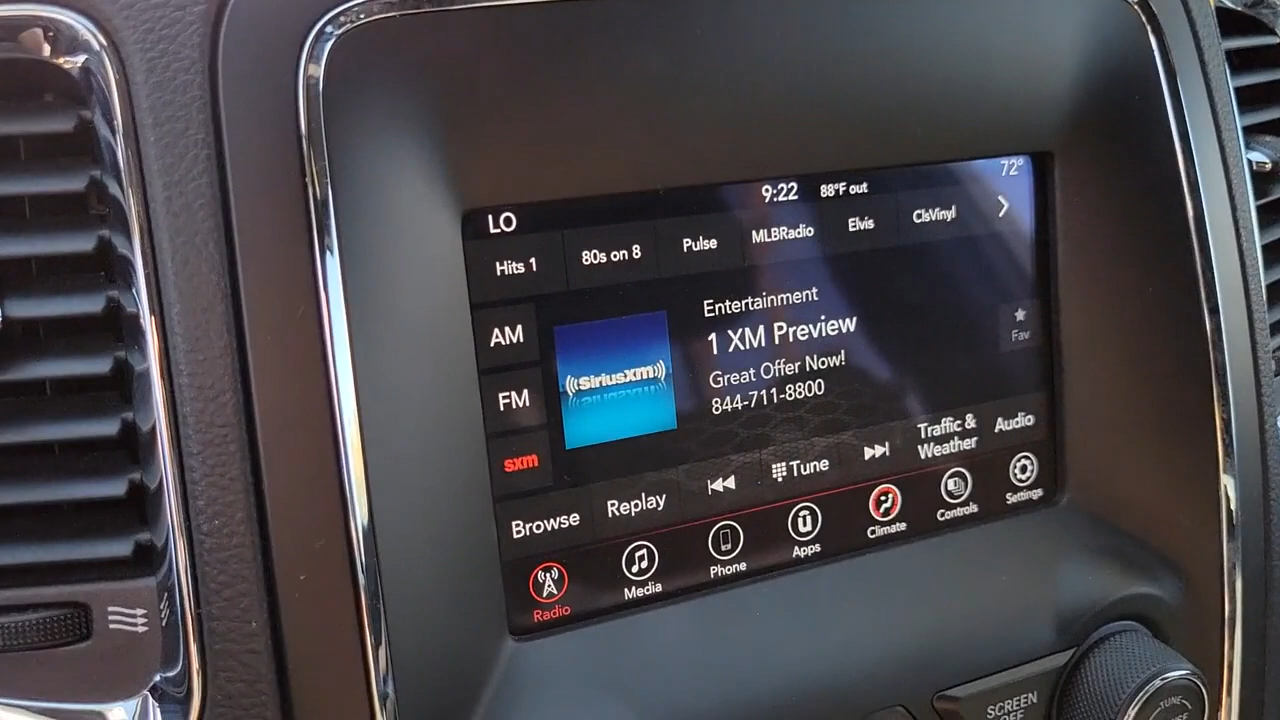 9:22 88°F out 72°
LO
Hits 1 80s on 8 Pulse MLBRadio Elvis ClsVinyl
AM
FM
sxm
((SiriusXM))
Entertainment
1 XM Preview
Great Offer Now!
844-711-8800
Fav
Browse Replay Tune Traffic & Weather Audio
Radio Media Phone Apps Climate Controls Settings
SCREEN
OFF
TUNE